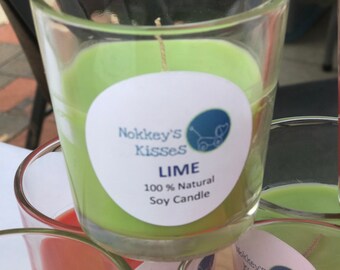 Nokkey's
Kisses
LIME
100 % Natural
Soy Candle